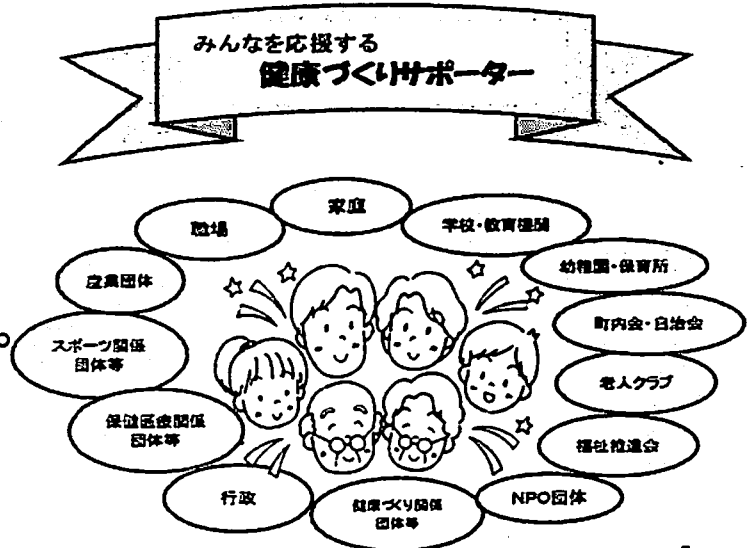 みんなを応援する
健康づくりサポーター
家庭
職場
学校・教育機関
産業団体
幼稚園・保育所
スポーツ関係
団体等
町内会・自治会
老人クラブ
保健医療関係
団体等
福祉推進会
行政
健康づくり関係
団体等
NPO団体